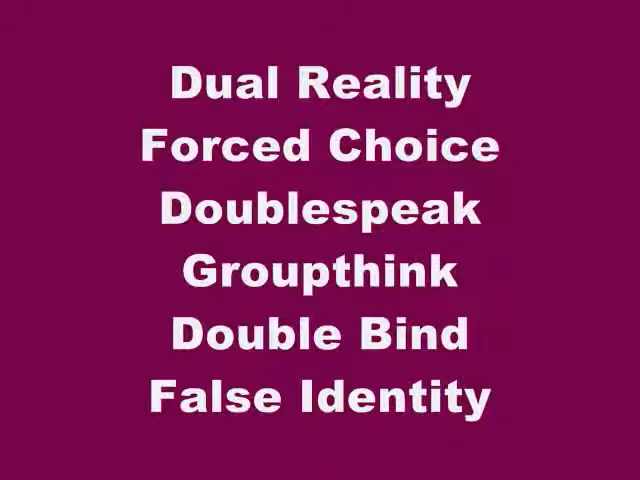 Dual Reality
Forced Choice
Doublespeak
Groupthink
Double Bind
False Identity